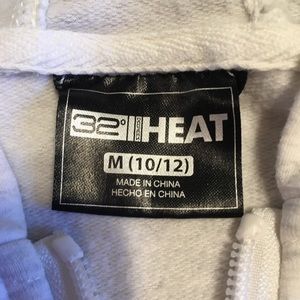 32° HEAT
M (10/12)
MADE IN CHINA
HECHO EN CHINA